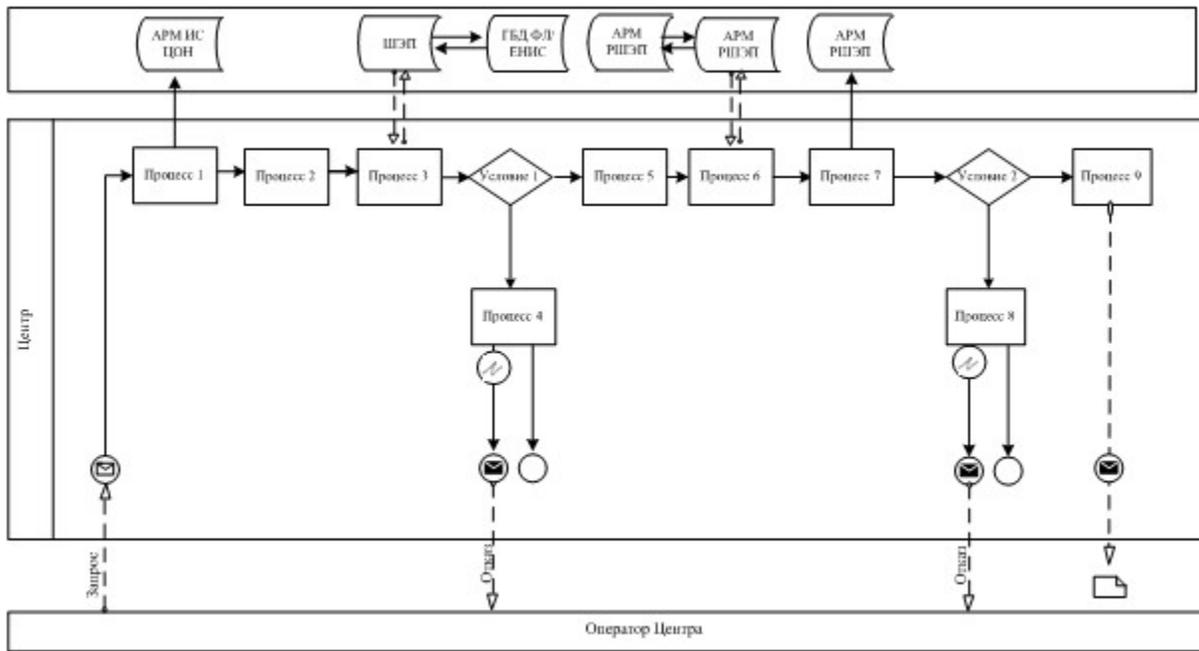 АРМ ИС
ЦОН
ШЭП
ГБД ФЛ/
ЕНИС
АРМ
РШЭП
АРМ
РШЭП
АРМ
РШЭП
Центр
Процесс 1
Процесс 2
Процесс 3
Условие 1
Процесс 5
Процесс 6
Процесс 7
Условие 2
Процесс 9
Процесс 4
Процесс 8
Запрос
Отказ
Отказ
Оператор Центра